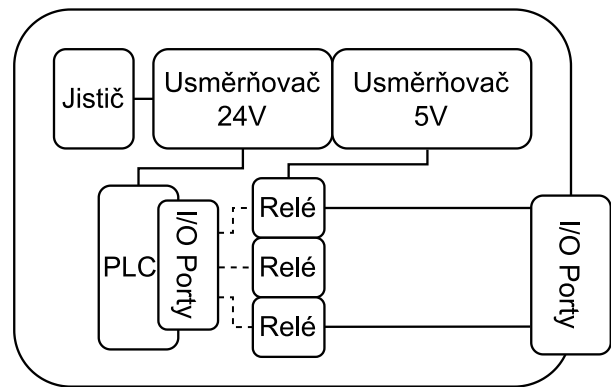 Jistič
Usměrňovač
24V
Usměrňovač
5V
PLC
I/O Porty
Relé
Relé
Relé
I/O Porty